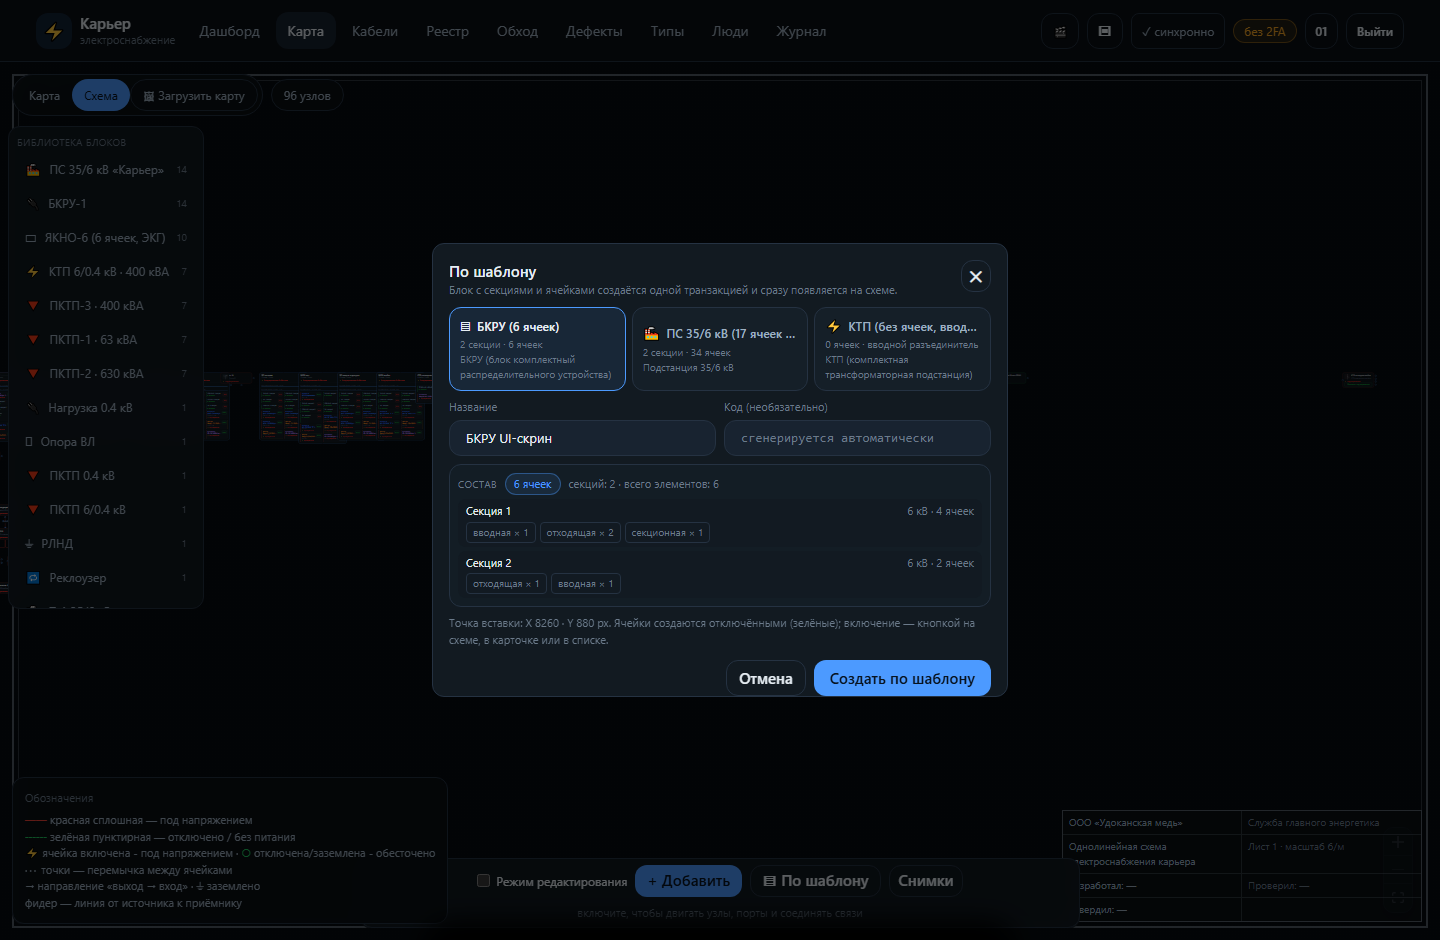 Карьер
электроснабжение
Дашборд
Карта
Кабели
Реестр
Обход
Дефекты
Типы
Люди
Журнал
✓ синхронно
без 2FA
01
Выйти
Карта
Схема
Загрузить карту
96 узлов
БИБЛИОТЕКА БЛОКОВ
ПС 35/6 кВ «Карьер» 14
БКРУ-1 14
ЯКНО-6 (6 ячеек, ЭКГ) 10
КТП 6/0.4 кВ · 400 кВА 7
ПКТП-3 · 400 кВА 7
ПКТП-1 · 63 кВА 7
ПКТП-2 · 630 кВА 7
Нагрузка 0.4 кВ 1
Опора ВЛ 1
ПКТП 0.4 кВ 1
ПКТП 6/0.4 кВ 1
РЛНД 1
Реклоузер 1
По шаблону
Блок с секциями и ячейками создаётся одной транзакцией и сразу появляется на схеме.
БКРУ (6 ячеек)
2 секции · 6 ячеек
БКРУ (блок комплектный
распределительного устройства)
ПС 35/6 кВ (17 ячеек ...
2 секции · 34 ячеек
Подстанция 35/6 кВ
КТП (без ячеек, ввод...
0 ячеек · вводной разъединитель
КТП (комплектная
трансформаторная подстанция)
Название
Код (необязательно)
БКРУ UI-скрин
сгенерируется автоматически
СОСТАВ
6 ячеек
секций: 2 · всего элементов: 6
Секция 1
6 кВ · 4 ячеек
вводная × 1
отходящая × 2
секционная × 1
Секция 2
6 кВ · 2 ячеек
отходящая × 1
вводная × 1
Точка вставки: X 8260 · Y 880 px. Ячейки создаются отключёнными (зелёные); включение — кнопкой на
схеме, в карточке или в списке.
Отмена
Создать по шаблону
Обозначения
красная сплошная — под напряжением
зелёная пунктирная — отключено / без питания
ячейка включена - под напряжением · отключена/заземлена - обесточено
точки — перемычка между ячейками
→ направление «выход → вход» · ⏚ заземлено
фидер — линия от источника к приёмнику
Режим редактирования
+ Добавить
По шаблону
Снимки
включите, чтобы двигать узлы, порты и соединять связи
ООО «Удоканская медь»
Служба главного энергетика
Однолинейная схема
электроснабжения карьера
Лист 1 · масштаб б/м
зработал: —
Проверил: —
вердил: —